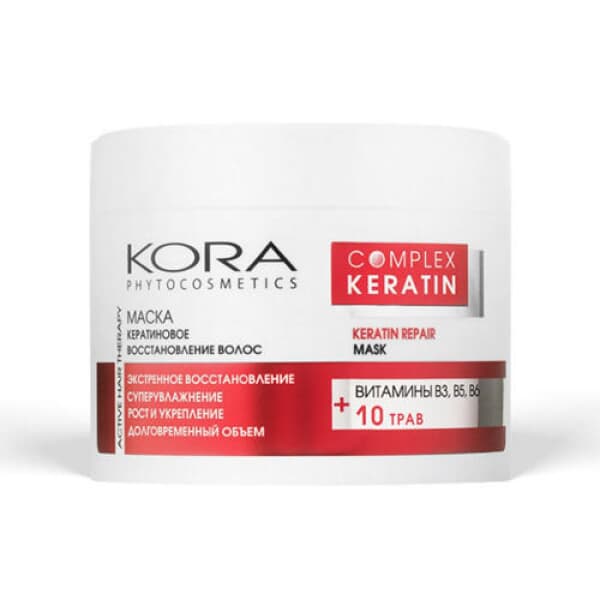 KORA
PHYTOCOSMETICS
МАСКА
КЕРАТИНОВОЕ
ВОССТАНОВЛЕНИЕ ВОЛОС
ACTIVE HAIR THERAPY
ЭКСТРЕННОЕ ВОССТАНОВЛЕНИЕ
СУПЕРУВЛАЖНЕНИЕ
РОСТ И УКРЕПЛЕНИЕ
ДОЛГОВРЕМЕННЫЙ ОБЪЕМ
COMPLEX
KERATIN
KERATIN REPAIR
MASK
+ ВИТАМИНЫ B3, B5, B6
10 ТРАВ